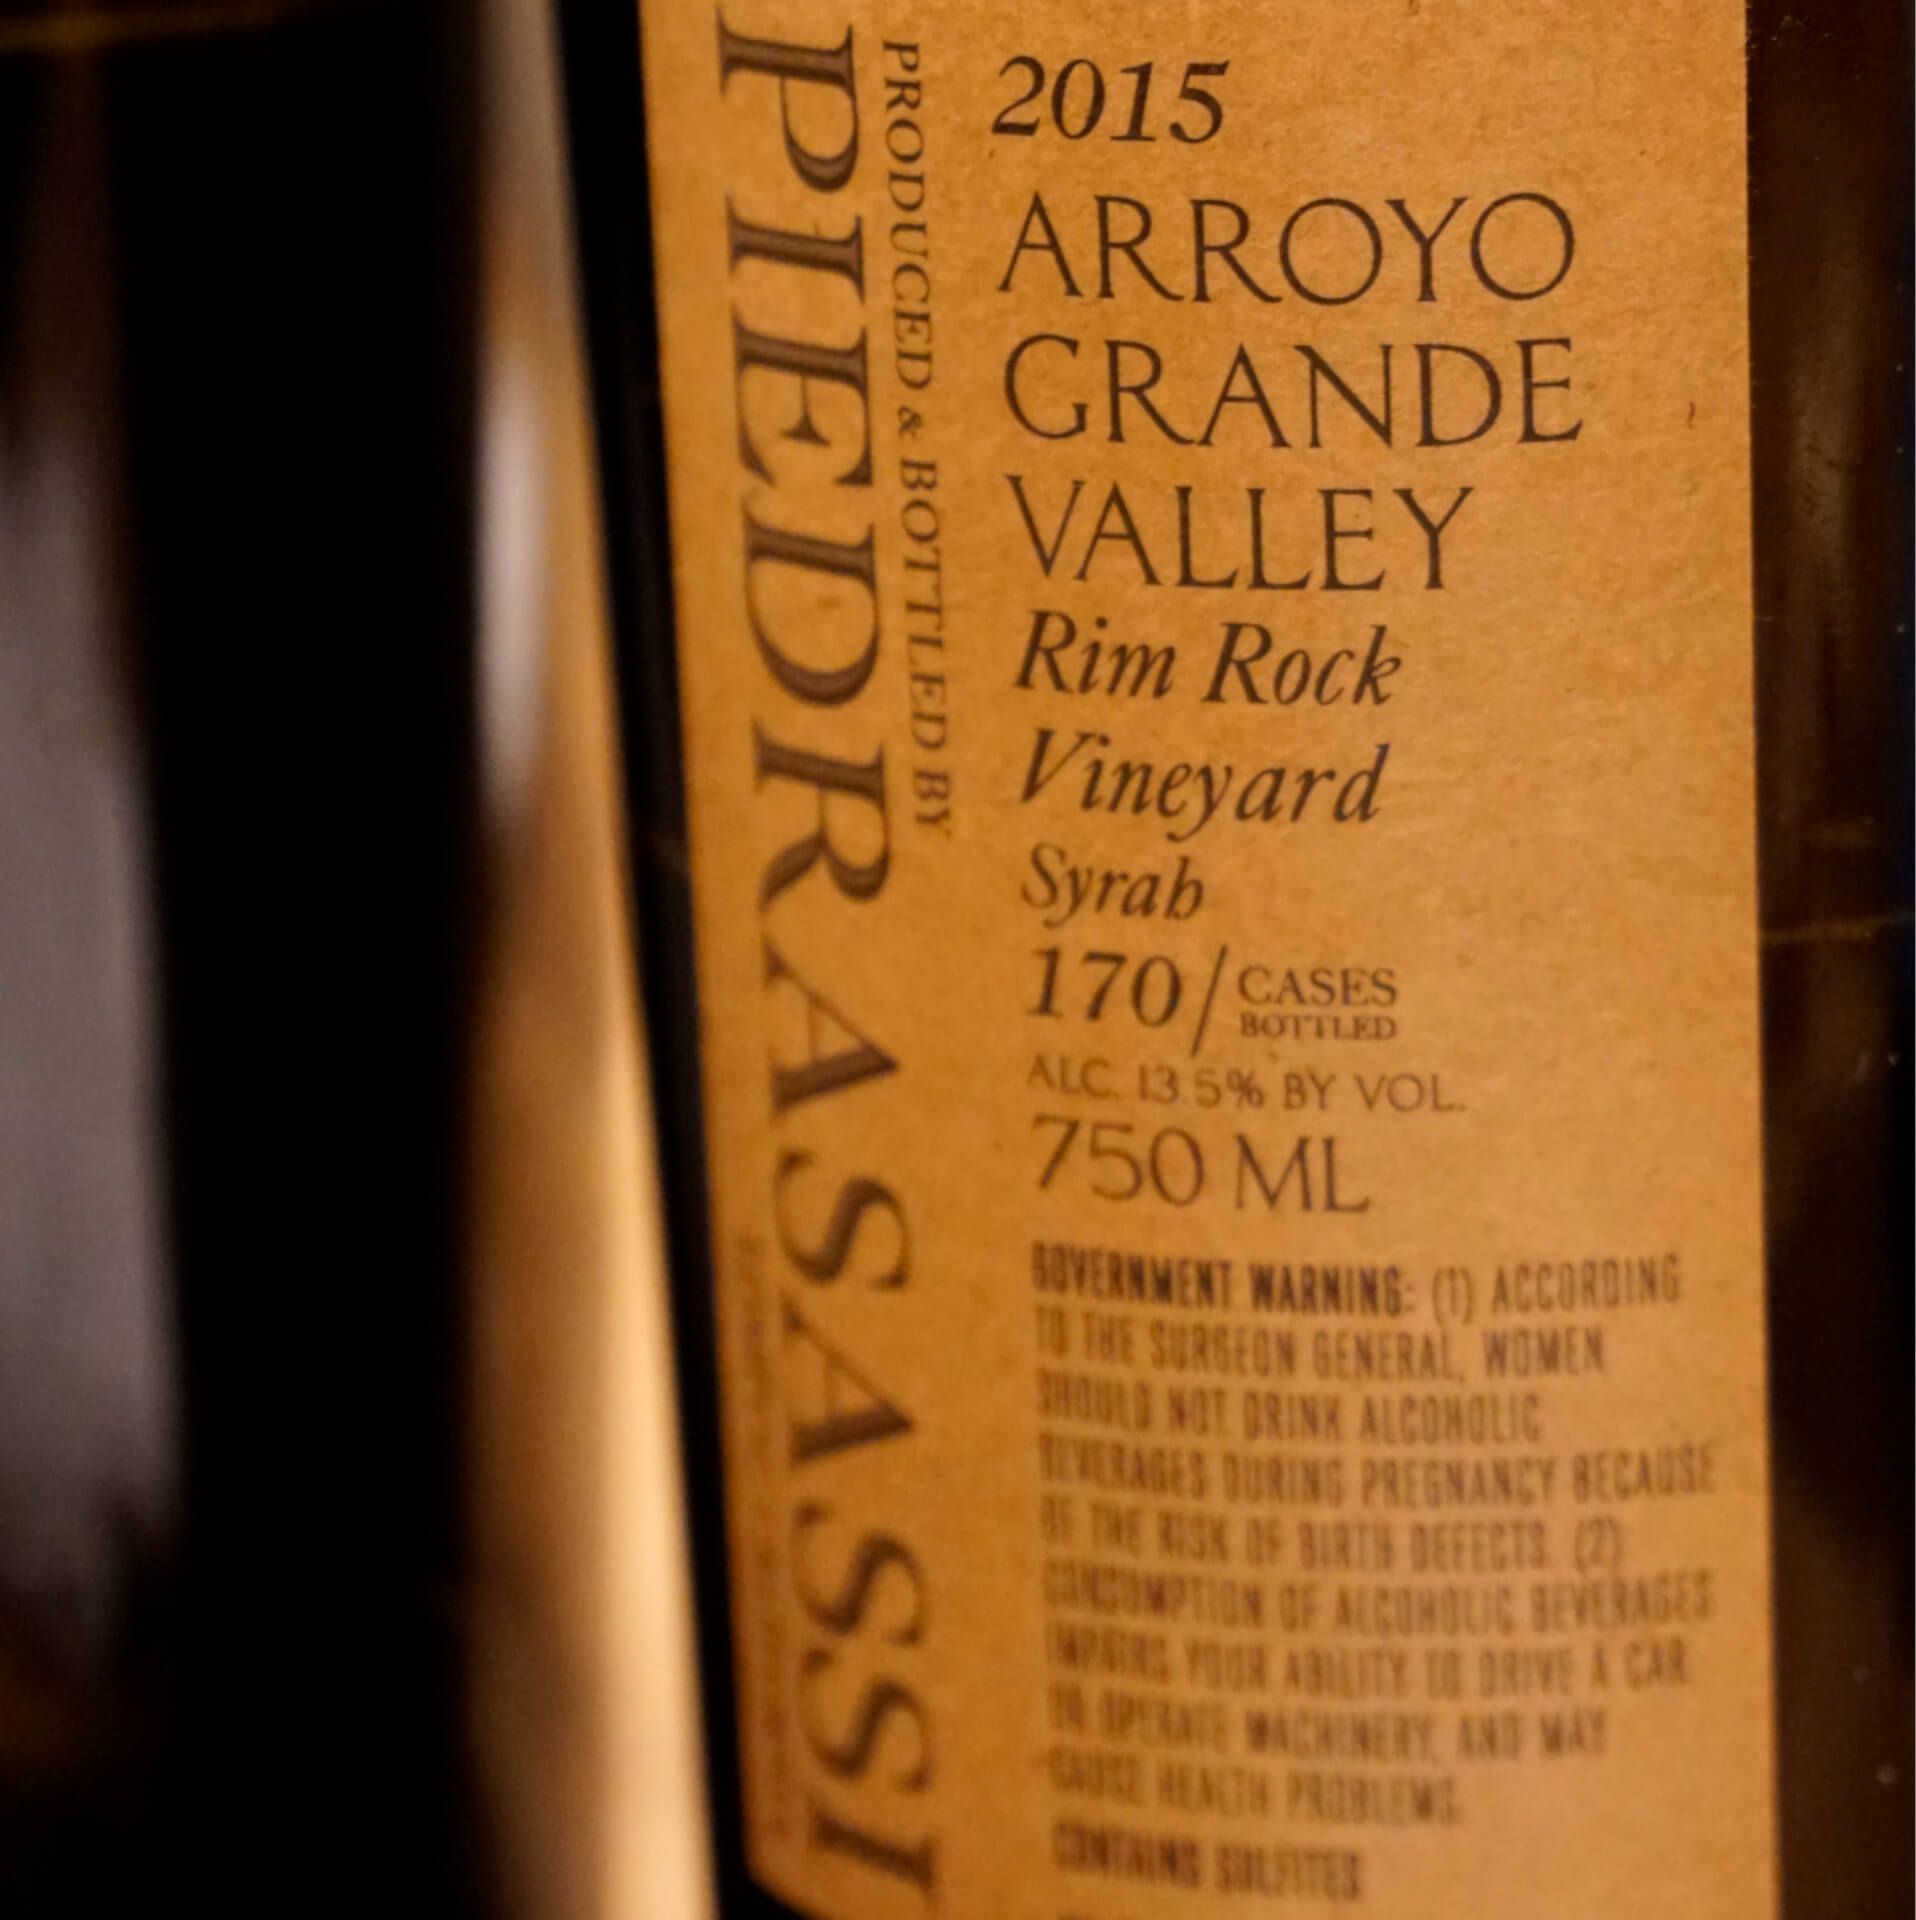 PIEDRASASSI
PRODUCED & BOTTLED BY
2015
ARROYO
GRANDE
VALLEY
Rim Rock
Vineyard
Syrah
170/CASES
BOTTLED
ALC. 13.5% BY VOL.
750 ML
GOVERNMENT WARNING: (1) ACCORDING
TO THE SURGEON GENERAL, WOMEN
SHOULD NOT DRINK ALCOHOLIC
BEVERAGES DURING PREGNANCY BECAUSE
OF THE RISK OF BIRTH DEFECTS. (2)
CONSUMPTION OF ALCOHOLIC BEVERAGES
IMPAIRS YOUR ABILITY TO DRIVE A CAR
OR OPERATE MACHINERY, AND MAY
CAUSE HEALTH PROBLEMS.
CONTAINS SULFITES